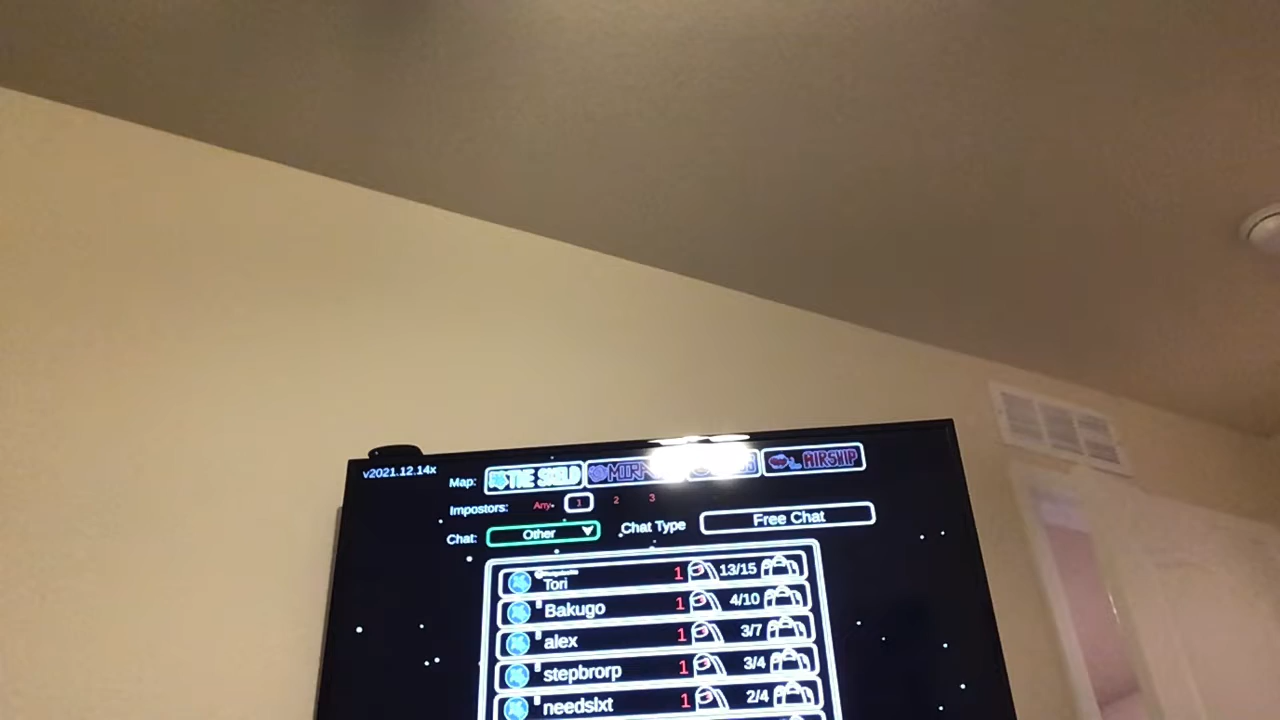 v2021.12.14x
Map: THE SKELD MIRA AIRSHIP
Impostors: Any 1 2 3
Chat: Other Chat Type Free Chat
Tori 1 13/15
Bakugo 1 4/10
alex 1 3/7
stepbrorp 1 3/4
needslxt 1 2/4